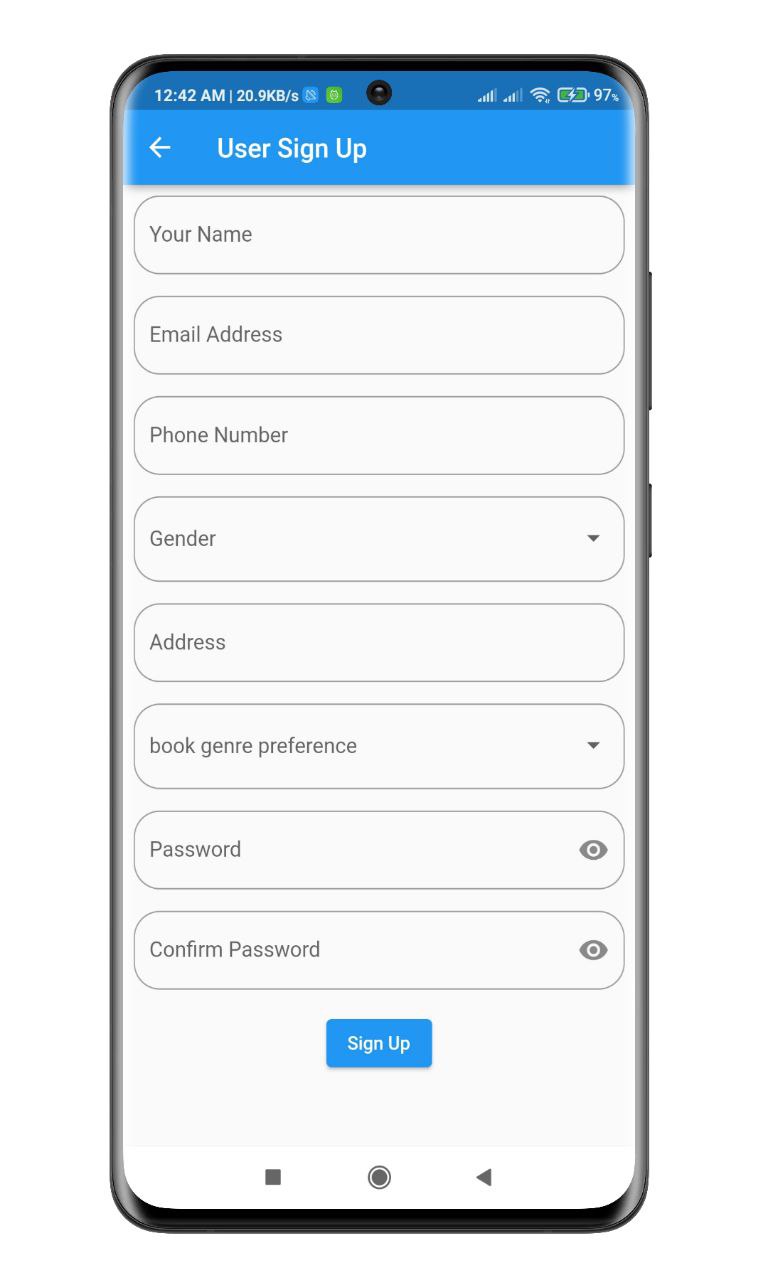 12:42 AM | 20.9KB/s 97%
User Sign Up
Your Name
Email Address
Phone Number
Gender
Address
book genre preference
Password
Confirm Password
Sign Up